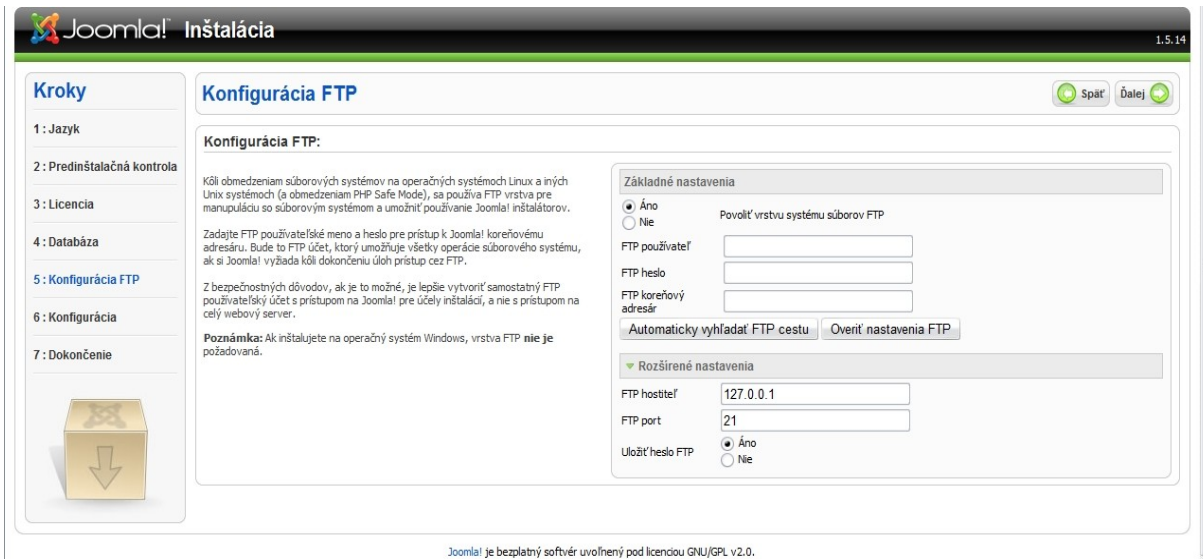 Joomla!™ Inštalácia
1.5.14
Kroky
1 : Jazyk
2 : Predinštalačná kontrola
3 : Licencia
4 : Databáza
5 : Konfigurácia FTP
6 : Konfigurácia
7 : Dokončenie
Konfigurácia FTP
Späť
Ďalej
Konfigurácia FTP:
Kôli obmedzeniam súborových systémov na operačných systémoch Linux a iných
Unix systémoch (a obmedzeniam PHP Safe Mode), sa používa FTP vrstva pre
manupuláciu so súborovým systémom a umožniť používanie Joomla! inštalátorov.
Zadajte FTP používateľské meno a heslo pre prístup k Joomla! koreňovému
adresáru. Bude to FTP účet, ktorý umožňuje všetky operácie súborového systému,
ak si Joomla! vyžiada kôli dokončeniu úloh prístup cez FTP.
Z bezpečnostných dôvodov, ak je to možné, je lepšie vytvoriť samostatný FTP
používateľský účet s prístupom na Joomla! pre účely inštalácií, a nie s prístupom na
celý webový server.
Poznámka: Ak inštalujete na operačný systém Windows, vrstva FTP nie je
požadovaná.
Základné nastavenia
Áno
Nie
Povoliť vrstvu systému súborov FTP
FTP používateľ
FTP heslo
FTP koreňový
adresár
Automaticky vyhľadať FTP cestu
Overiť nastavenia FTP
Rozšírené nastavenia
FTP hostiteľ
127.0.0.1
FTP port
21
Uložiť heslo FTP
Áno
Nie
Joomla! je bezplatný softvér uvoľnený pod licenciou GNU/GPL v2.0.